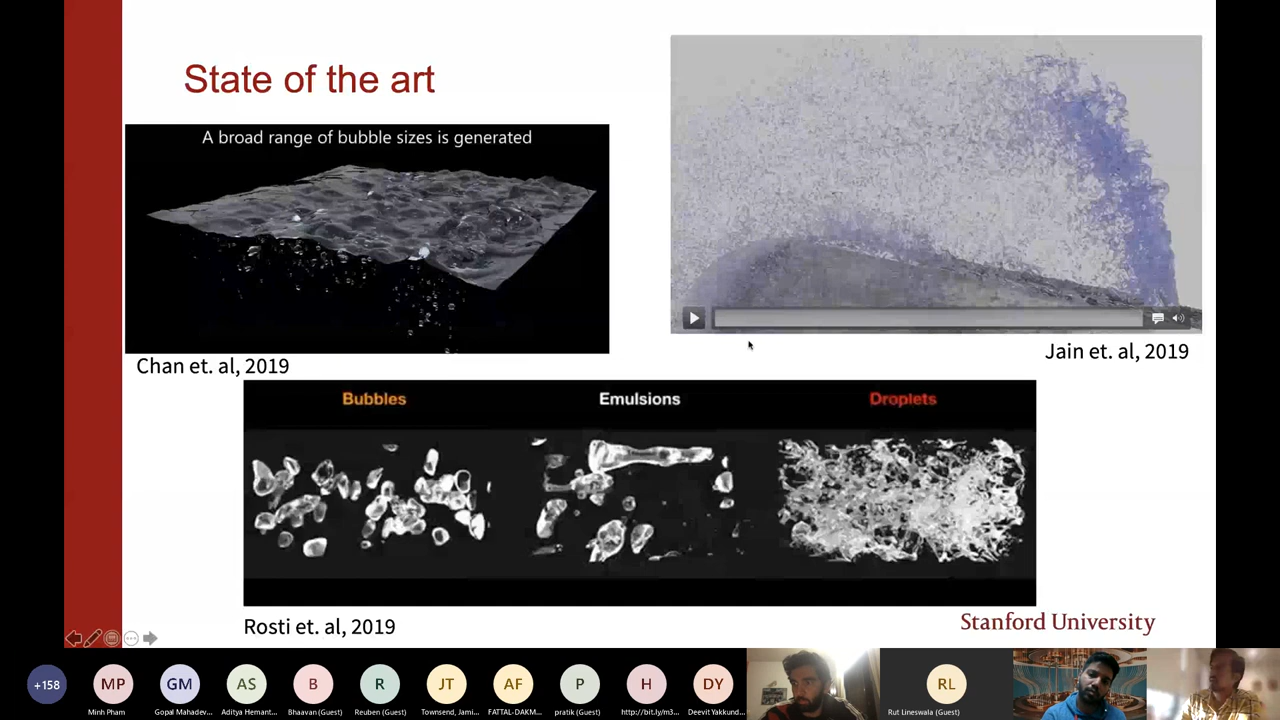 State of the art
A broad range of bubble sizes is generated
Chan et. al, 2019
Jain et. al, 2019
Bubbles
Emulsions
Droplets
Rosti et. al, 2019
Stanford University
+158
MP
GM
AS
B
R
JT
AF
P
H
DY
RL
Minh Pham
Gopal Mahadev...
Aditya Hemant...
Bhaavan (Guest)
Reuben (Guest)
Townsend, Jami...
FATTAL-DAKM...
pratik (Guest)
http://bit.ly/m3...
Deevit Yakkund...
Rut Lineswala (Guest)